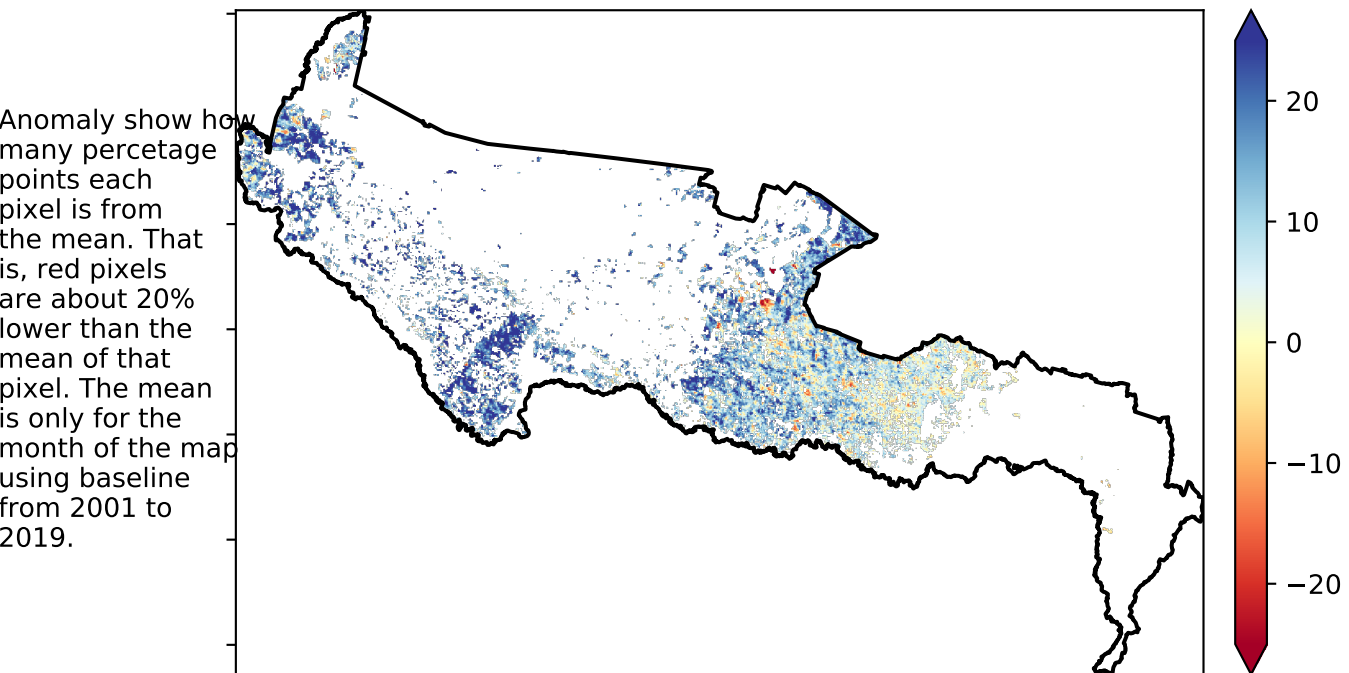 Anomaly show how
many percetage
points each
pixel is from
the mean. That
is, red pixels
are about 20%
lower than the
mean of that
pixel. The mean
is only for the
month of the map
using baseline
from 2001 to
2019.
20
10
0
−10
−20